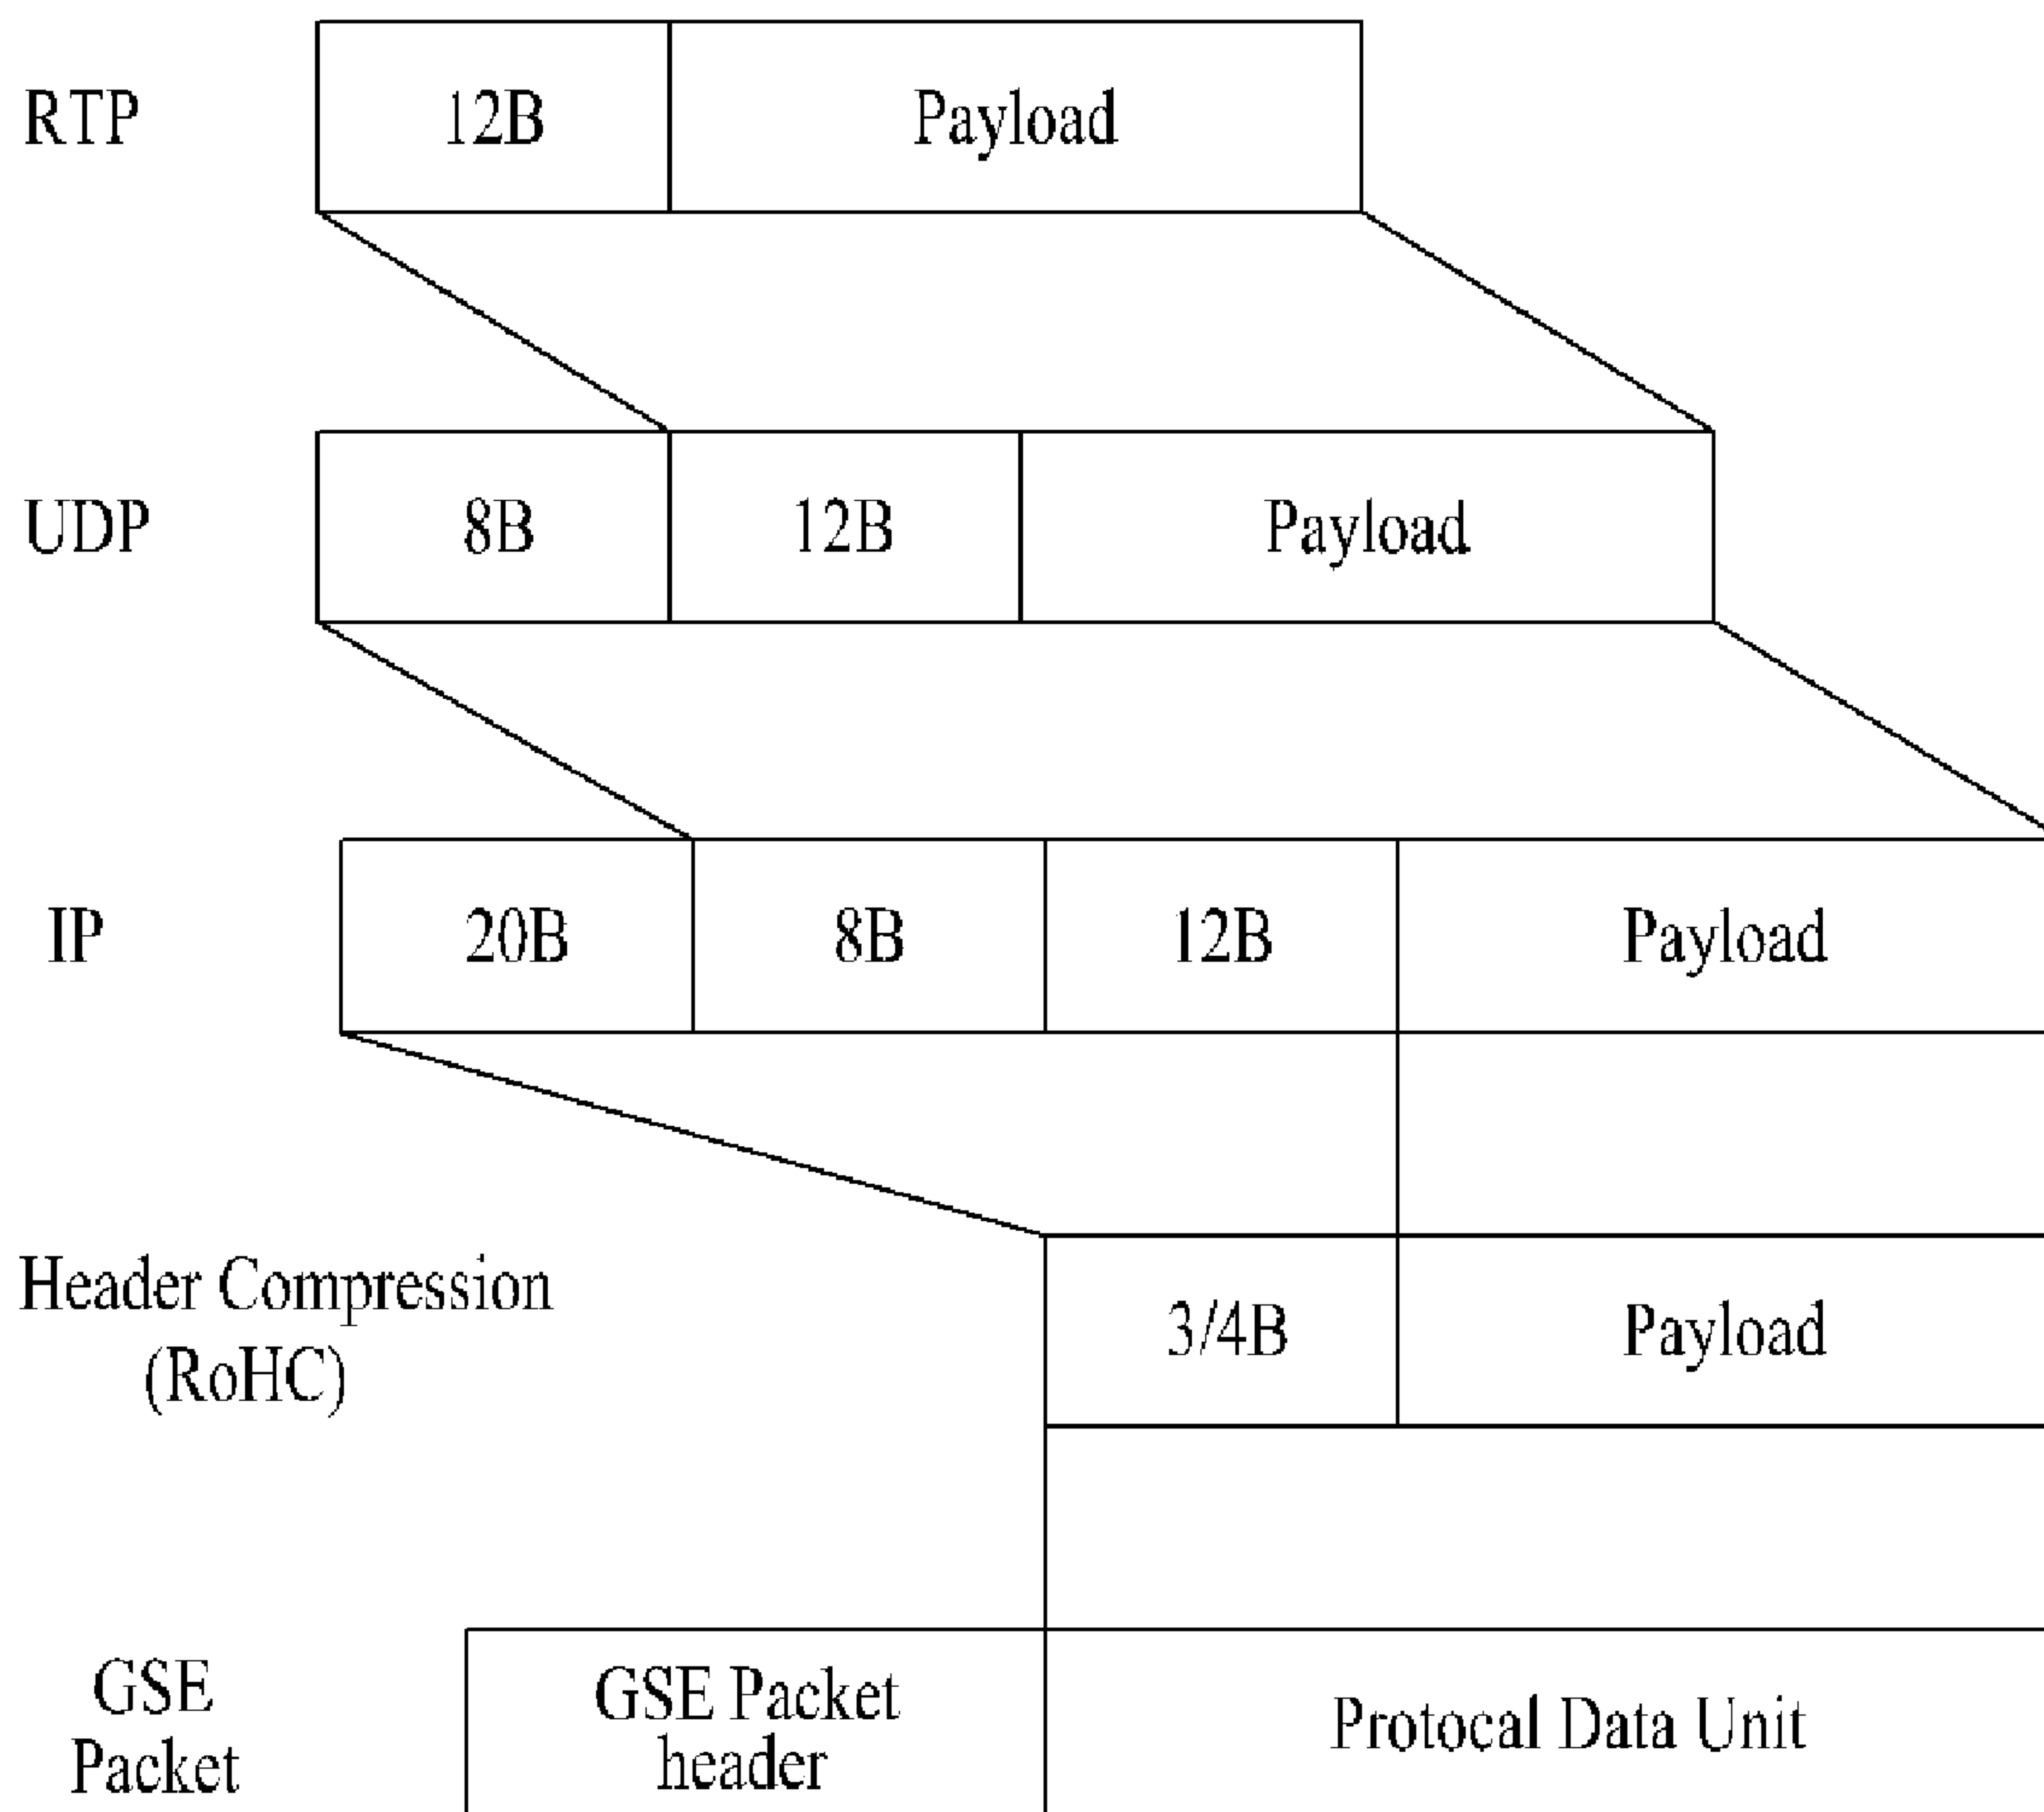 RTP 12B Payload
UDP 8B 12B Payload
IP 20B 8B 12B Payload
Header Compression
(RoHC)
3/4B Payload
GSE
Packet
GSE Packet
header
Protocal Data Unit